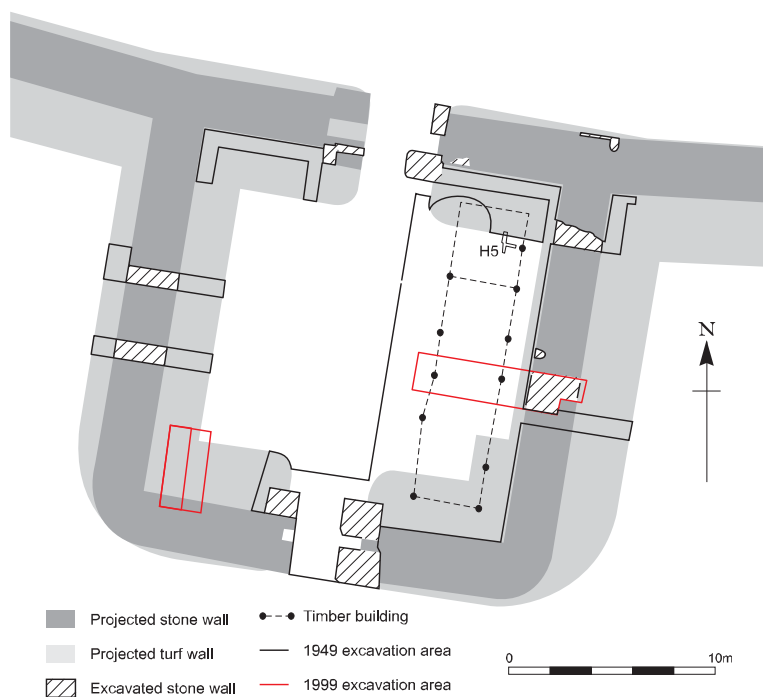 H5
N
Projected stone wall
Timber building
Projected turf wall
1949 excavation area
Excavated stone wall
1999 excavation area
0
10m